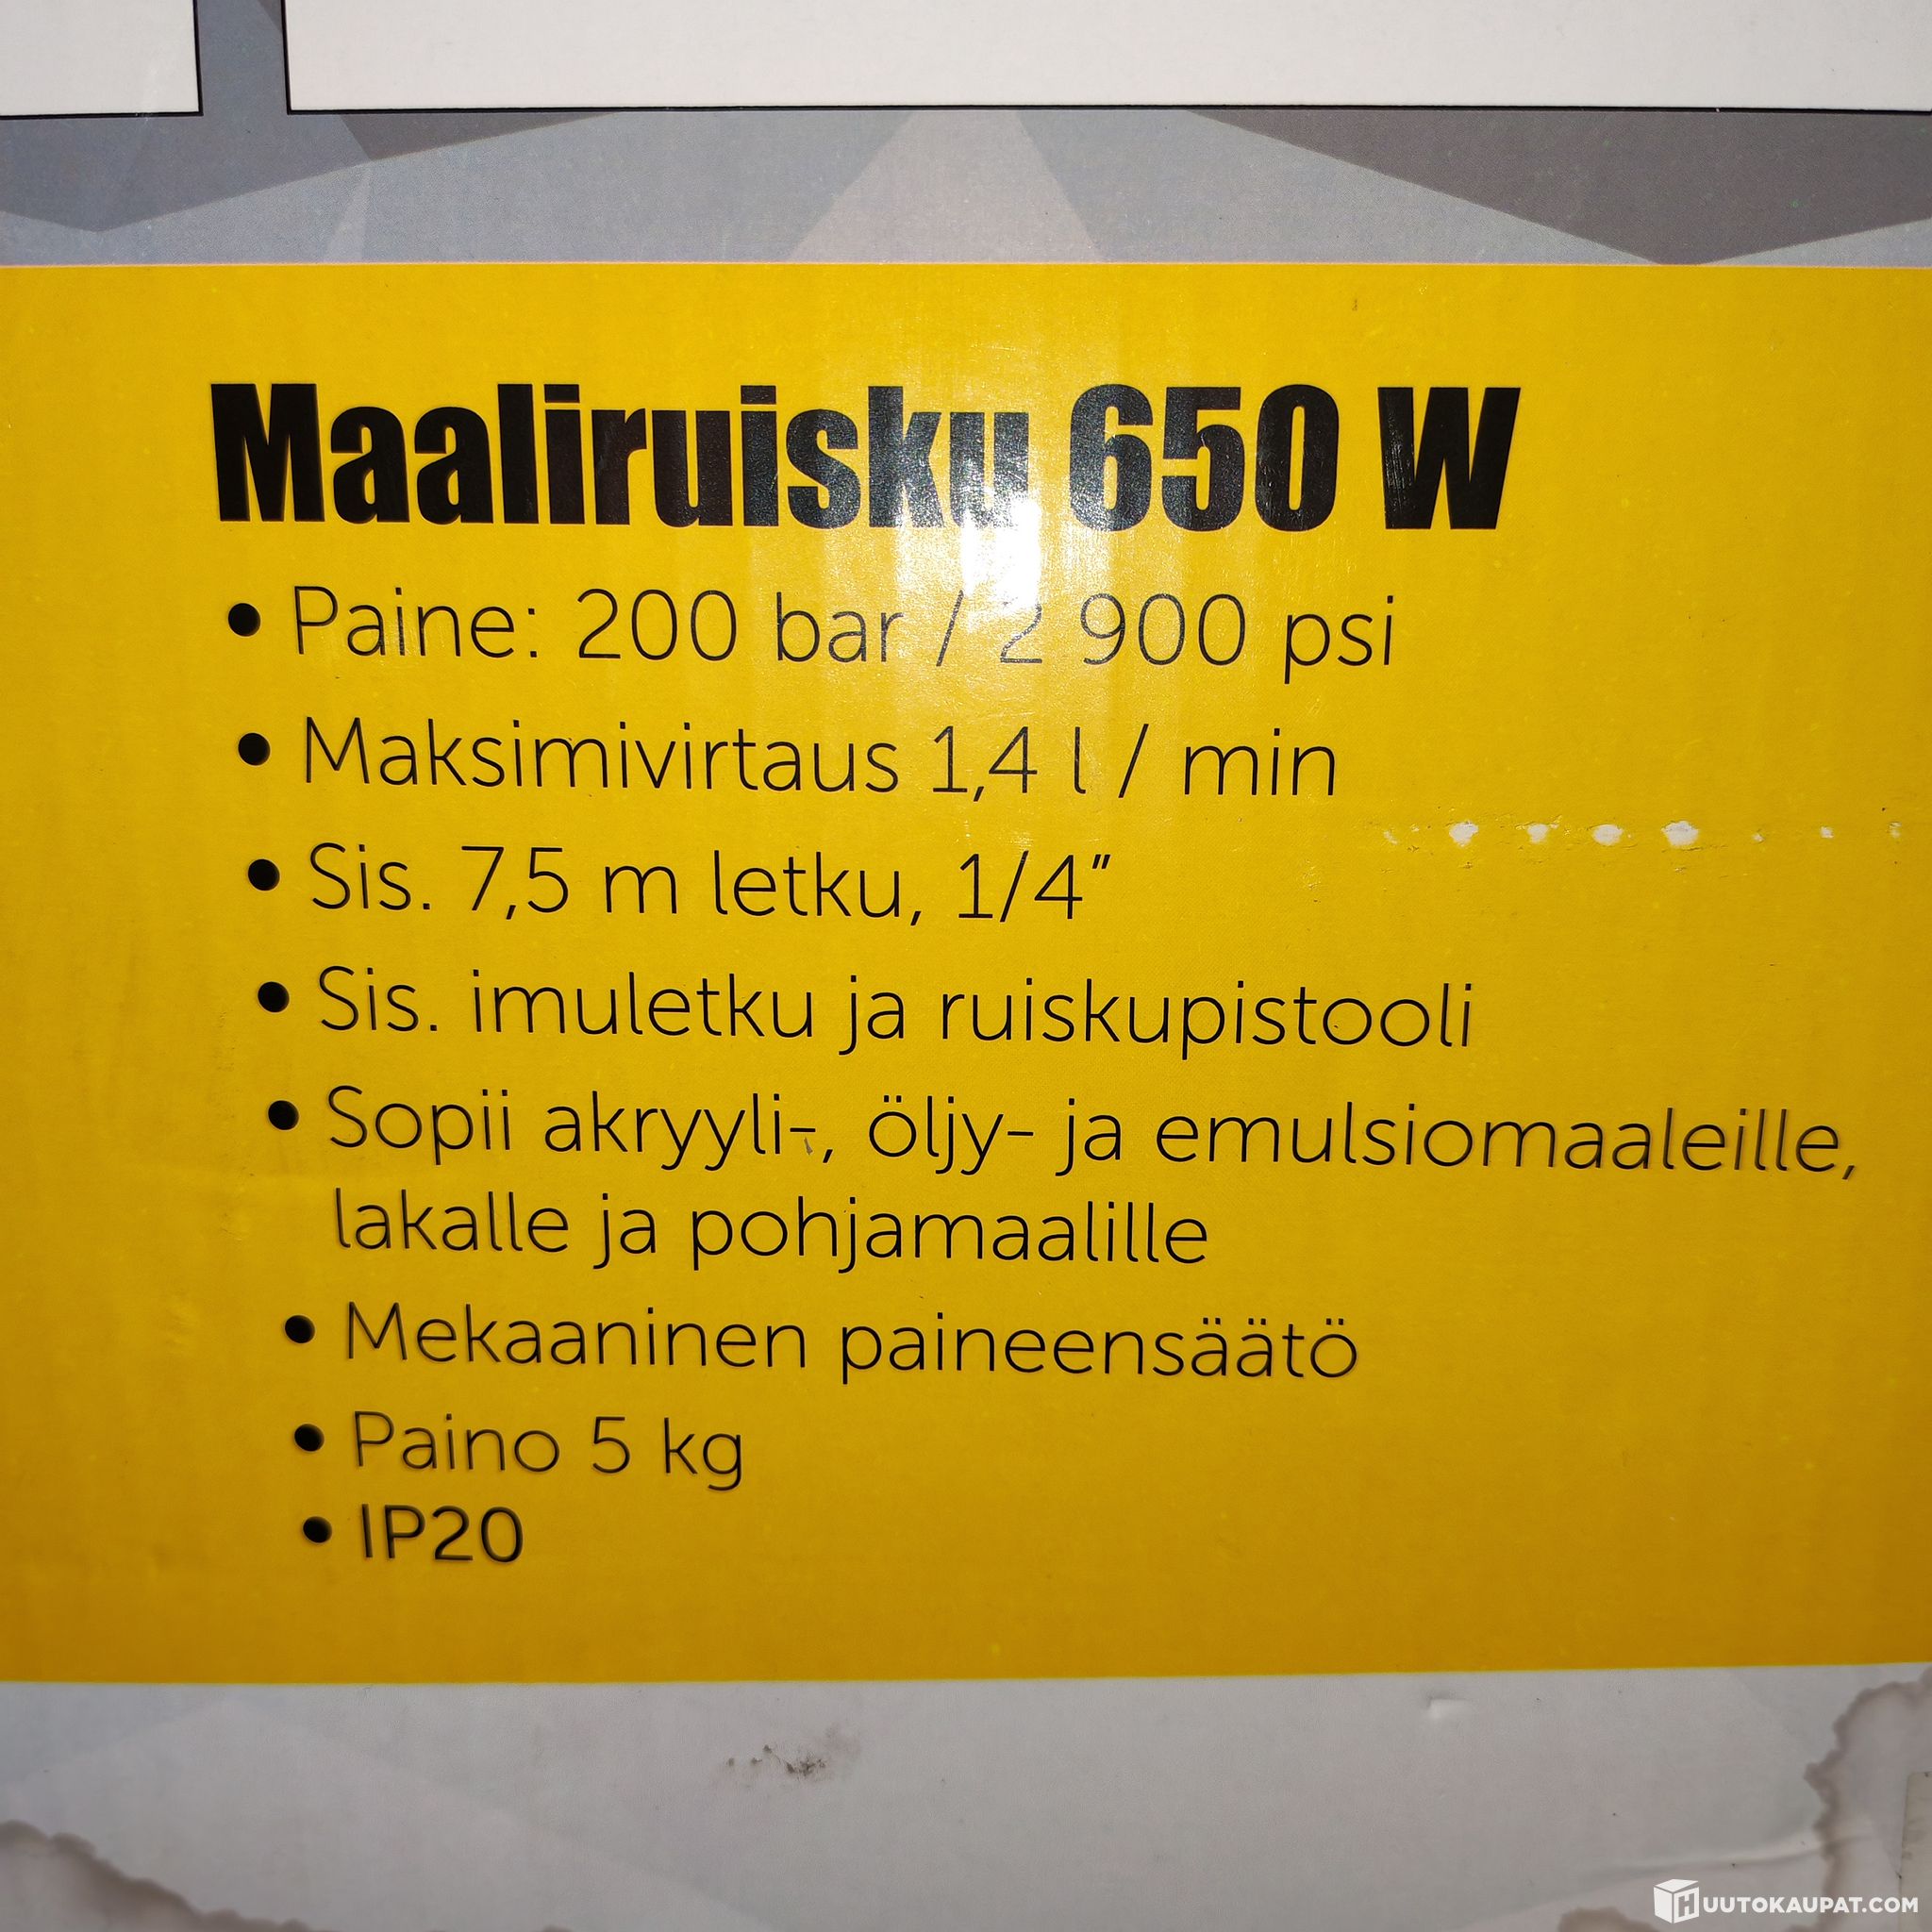 Maaliruisku 650 W
• Paine: 200 bar / 2 900 psi
• Maksimivirtaus 1,4 l / min
• Sis. 7,5 m letku, 1/4”
• Sis. imuletku ja ruiskupistooli
• Sopii akryyli-, öljy- ja emulsiomaaleille,
lakalle ja pohjamaalille
• Mekaaninen paineensäätö
• Paino 5 kg
• IP20
HUUTOKAUPAT.COM